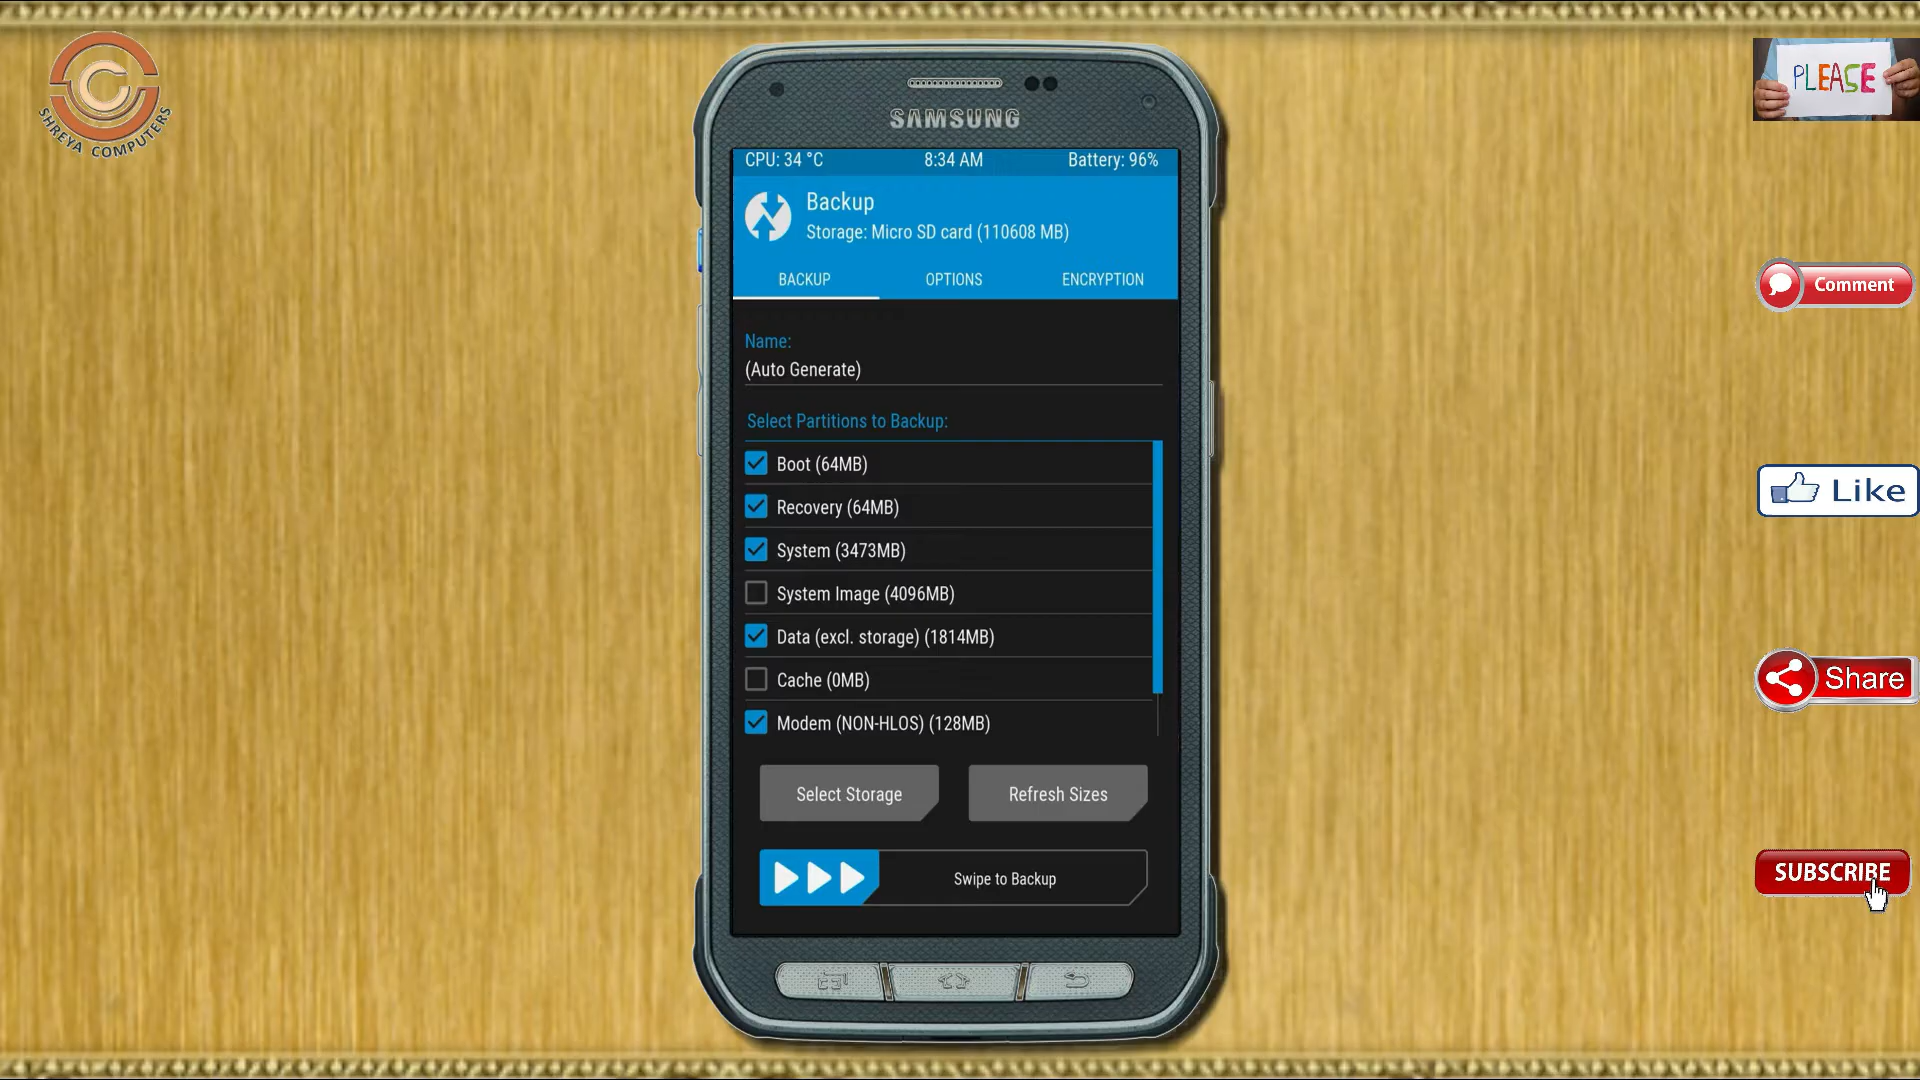 SHREYA COMPUTERS
PLEASE
SAMSUNG
CPU: 34 °C 8:34 AM Battery: 96%
Backup
Storage: Micro SD card (110608 MB)
BACKUP OPTIONS ENCRYPTION
Name:
(Auto Generate)
Select Partitions to Backup:
Boot (64MB)
Recovery (64MB)
System (3473MB)
System Image (4096MB)
Data (excl. storage) (1814MB)
Cache (0MB)
Modem (NON-HLOS) (128MB)
Select Storage Refresh Sizes
Swipe to Backup
Comment
Like
Share
SUBSCRIBE